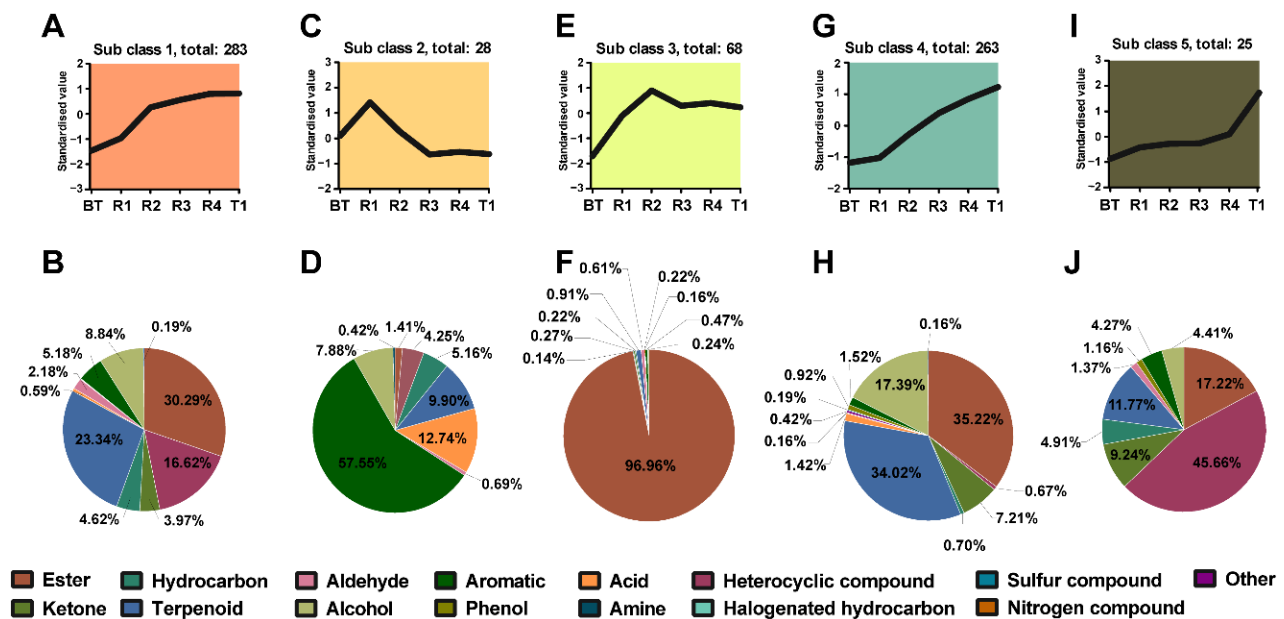 A
C
E
G
I
Sub class 1, total: 283
Sub class 2, total: 28
Sub class 3, total: 68
Sub class 4, total: 263
Sub class 5, total: 25
Standardised value
2
1
0
−1
−2
−3
BT R1 R2 R3 R4 T1
Standardised value
3
2
1
0
−1
−2
BT R1 R2 R3 R4 T1
Standardised value
2
1
0
−1
−2
−3
BT R1 R2 R3 R4 T1
Standardised value
2
1
0
−1
−2
BT R1 R2 R3 R4 T1
Standardised value
3
2
1
0
−1
−2
BT R1 R2 R3 R4 T1
B
0.19%
8.84%
5.18%
2.18%
0.59%
30.29%
23.34%
16.62%
4.62%
3.97%
D
0.42%
1.41%
4.25%
7.88%
5.16%
9.90%
12.74%
57.55%
0.69%
F
0.61%
0.22%
0.91%
0.16%
0.22%
0.47%
0.27%
0.24%
0.14%
96.96%
H
0.16%
1.52%
17.39%
0.92%
0.19%
0.42%
0.16%
1.42%
35.22%
34.02%
0.67%
7.21%
0.70%
J
4.27%
4.41%
1.16%
1.37%
17.22%
11.77%
4.91%
9.24%
45.66%
Ester
Hydrocarbon
Aldehyde
Aromatic
Acid
Heterocyclic compound
Sulfur compound
Other
Ketone
Terpenoid
Alcohol
Phenol
Amine
Halogenated hydrocarbon
Nitrogen compound